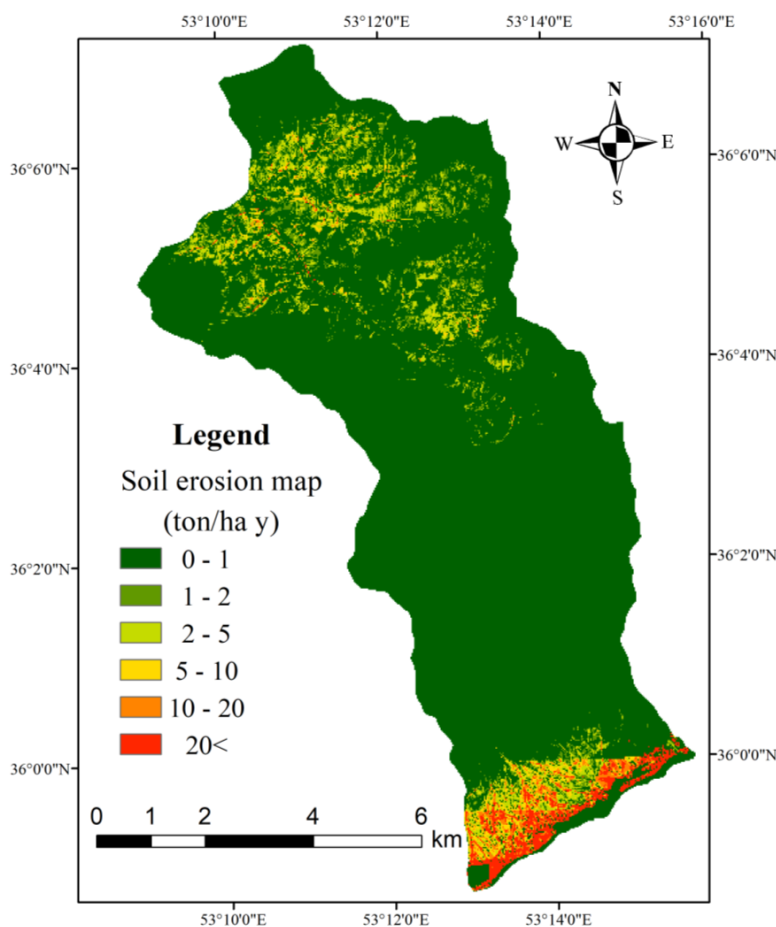 53°10'0"E 53°12'0"E 53°14'0"E 53°16'0"E
N
W E
S
36°6'0"N 36°6'0"N
36°4'0"N 36°4'0"N
Legend
Soil erosion map
(ton/ha y)
0 - 1
36°2'0"N 36°2'0"N
1 - 2
2 - 5
5 - 10
10 - 20
20<
36°0'0"N 36°0'0"N
0 1 2 4 6
km
53°10'0"E 53°12'0"E 53°14'0"E